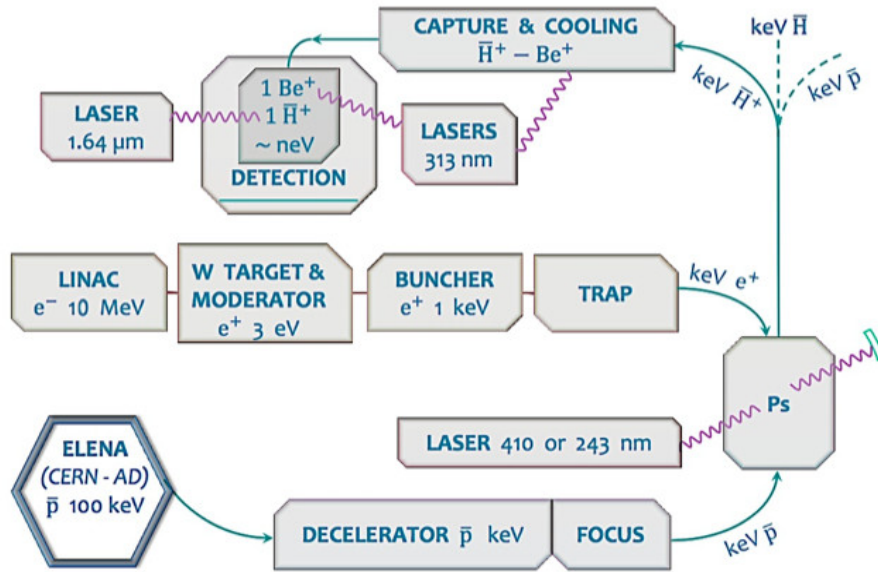 CAPTURE & COOLING
H̅⁺ – Be⁺
keV H̅
keV p̅
keV H̅⁺
1 Be⁺
1 H̅⁺
~ neV
DETECTION
LASER
1.64 µm
LASERS
313 nm
LINAC
e⁻ 10 MeV
W TARGET &
MODERATOR
e⁺ 3 eV
BUNCHER
e⁺ 1 keV
TRAP
keV e⁺
Ps
LASER 410 or 243 nm
ELENA
(CERN - AD)
p̅ 100 keV
DECELERATOR p̅ keV
FOCUS
keV p̅